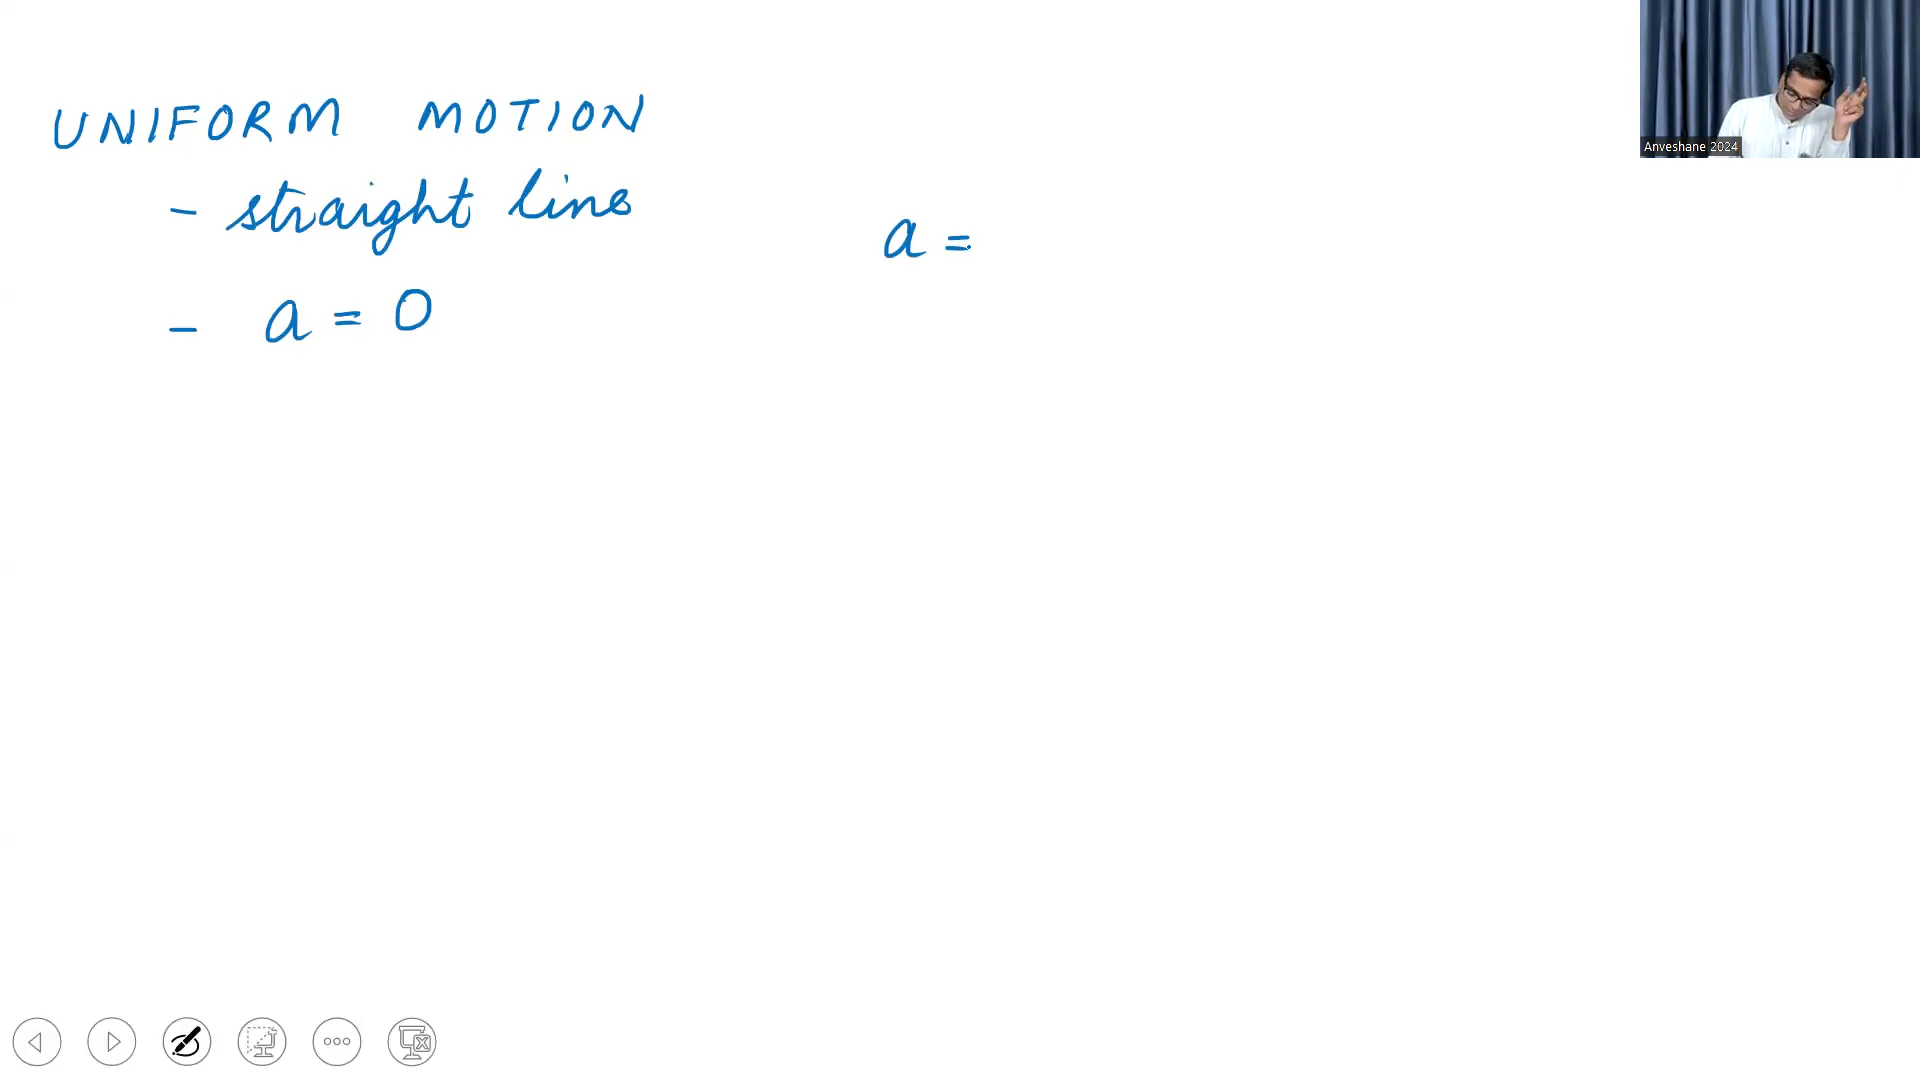 UNIFORM MOTION
- straight line
a =
- a = 0
Anveshane 2024